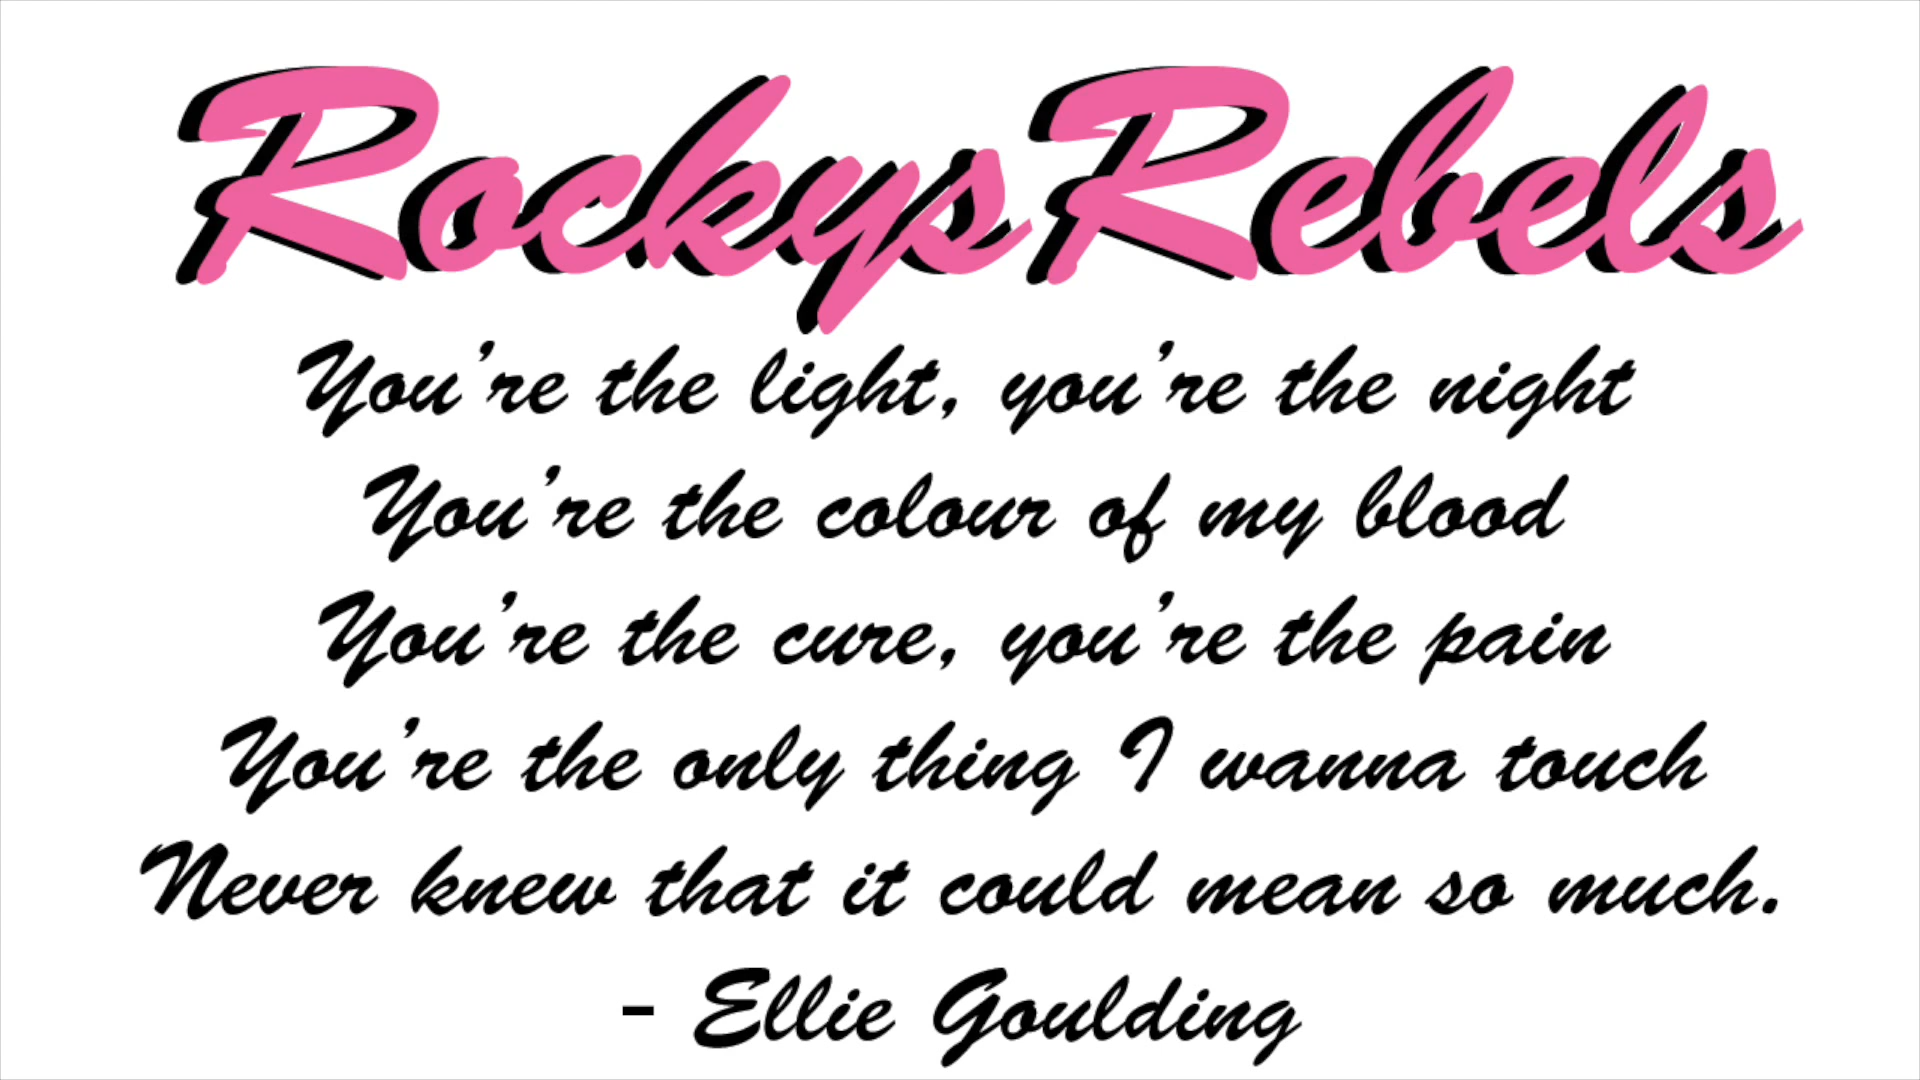 RockysRebels
You're the light, you're the night
You're the colour of my blood
You're the cure, you're the pain
You're the only thing I wanna touch
Never knew that it could mean so much.
- Ellie Goulding